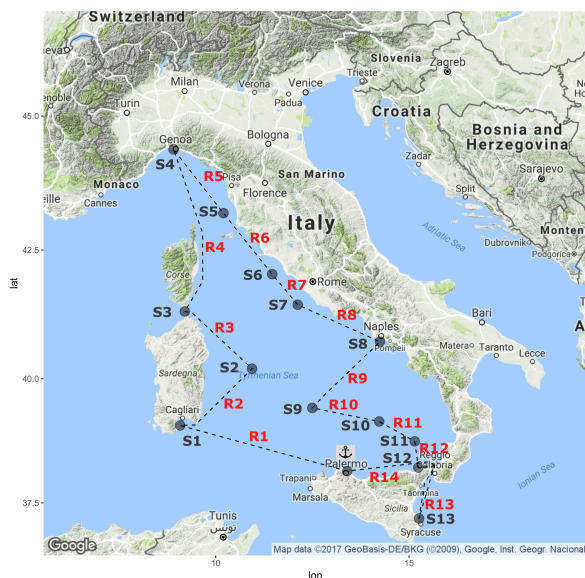 Switzerland
Slovenia
Zagreb
Milan
Verona
Venice
Trieste
Padua
Turin
45.0
Croatia
Genoa
Bologna
Bosnia and
Herzegovina
S4
R5
Pisa
San Marino
Zadar
Sarajevo
Monaco
Florence
Split
Cannes
S5
R6
Italy
Adriatic Sea
Dubrovnik
Podgorica
42.5
R4
Corse
S6
R7
Rome
lat
S7
R8
Bari
S3
R3
Naples
S8
Pompeii
Matera
Taranto
Lecce
Sardegna
S2
Tyrrhenian Sea
R9
40.0
Cagliari
R2
S9
R10
S10
R11
S1
R1
S11
R12
Palermo
S12
Reggio
Calabria
Ionian Sea
Trapani
R14
Marsala
Taormina
37.5
Sicilia
R13
S13
Tunis
تونس
Syracuse
Google
Map data ©2017 GeoBasis-DE/BKG (©2009), Google, Inst. Geogr. Nacional
10
15
lon